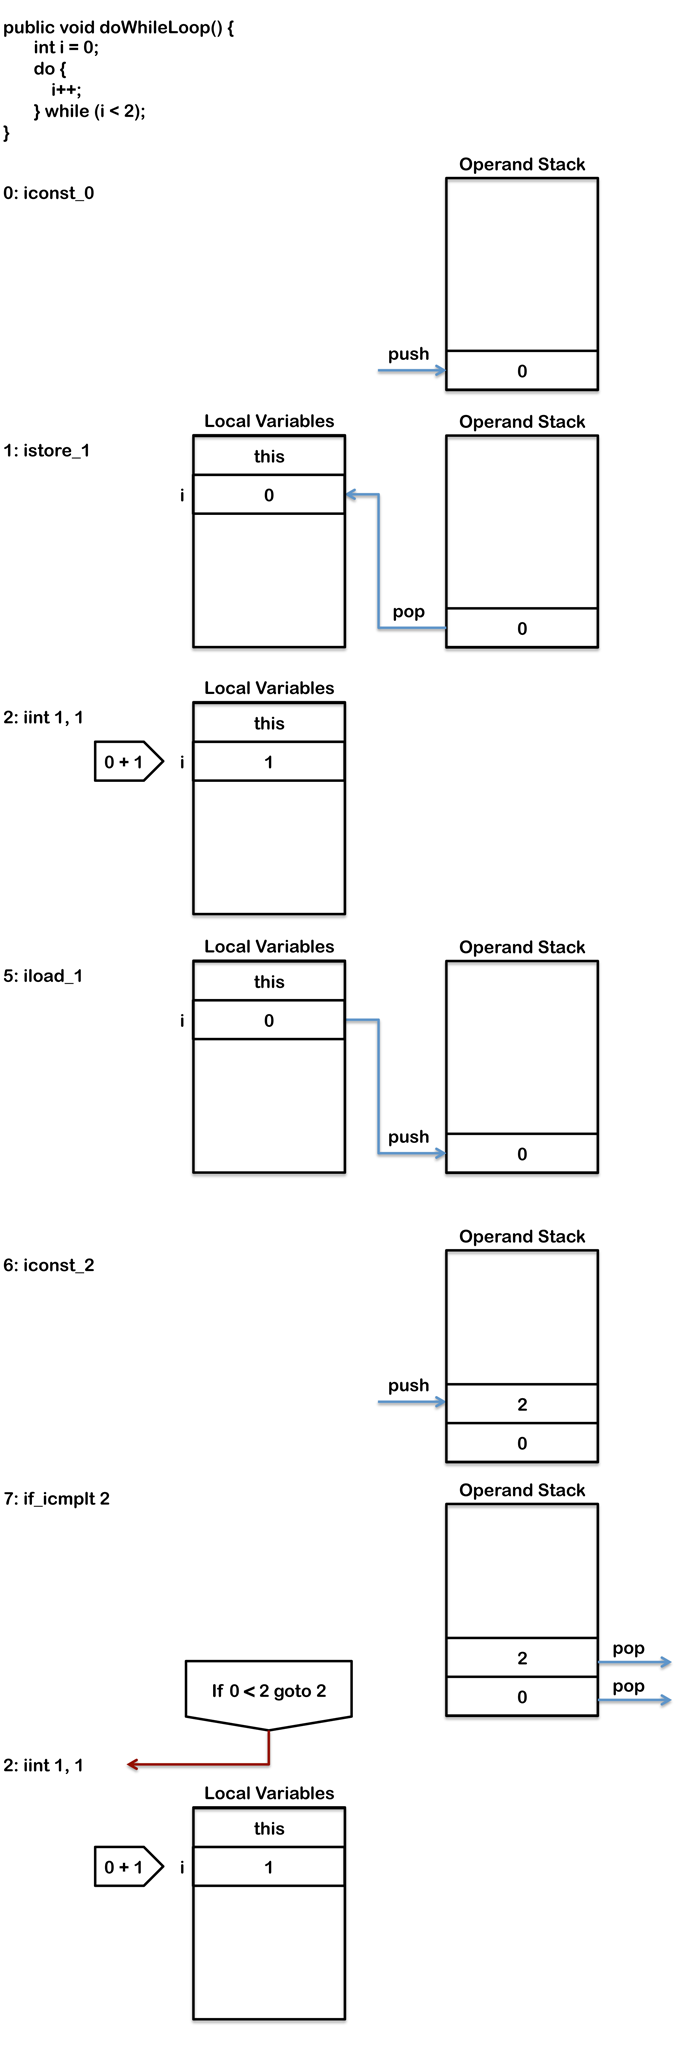 public void doWhileLoop() {
int i = 0;
do {
i++;
} while (i < 2);
}
Operand Stack
0: iconst_0
push
0
Local Variables
Operand Stack
1: istore_1
this
i
0
pop
0
Local Variables
2: iint 1, 1
this
0 + 1
i
1
Local Variables
Operand Stack
5: iload_1
this
i
0
push
0
Operand Stack
6: iconst_2
push
2
0
Operand Stack
7: if_icmplt 2
2
pop
0
pop
If 0 < 2 goto 2
2: iint 1, 1
Local Variables
this
0 + 1
i
1